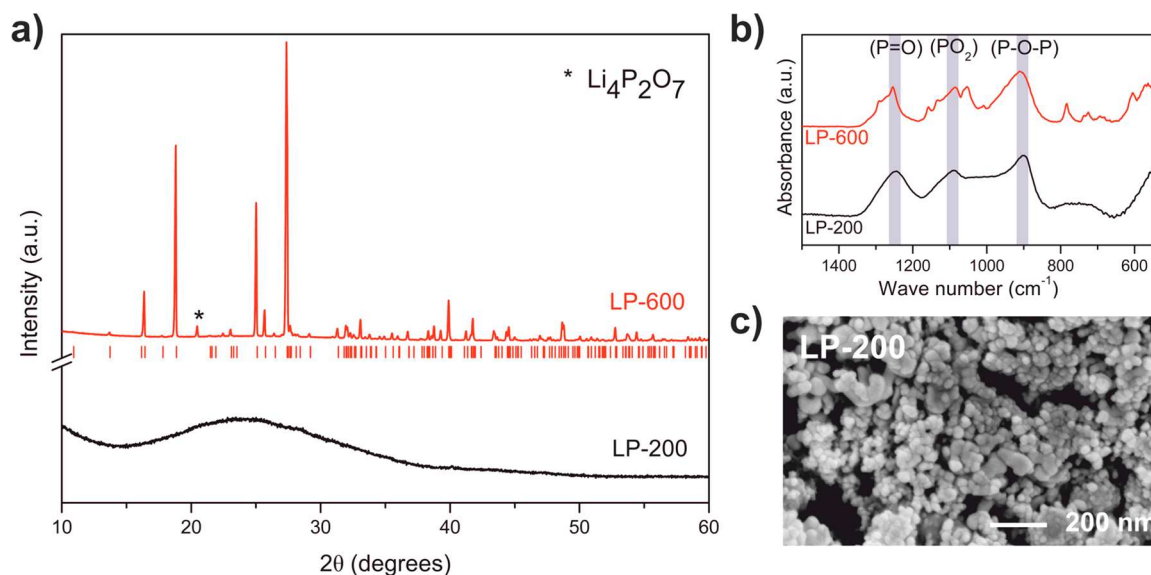 a)
* Li4P2O7
Intensity (a.u.)
LP-600
LP-200
10 20 30 40 50 60
2θ (degrees)
b)
(P=O) (PO2) (P-O-P)
Absorbance (a.u.)
LP-600
LP-200
1400 1200 1000 800 600
Wave number (cm-1)
c)
LP-200
200 nm
*